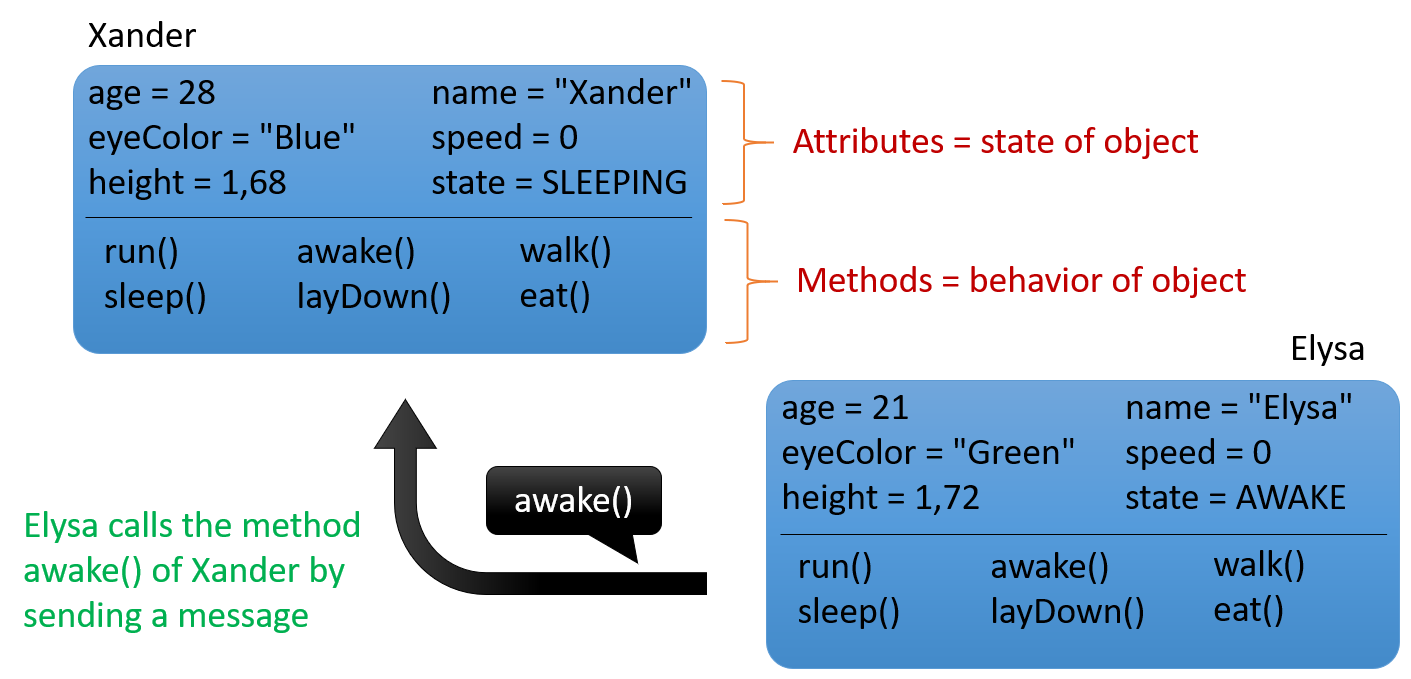 Xander
age = 28 name = "Xander"
eyeColor = "Blue" speed = 0
height = 1,68 state = SLEEPING
Attributes = state of object
run() awake() walk()
sleep() layDown() eat()
Methods = behavior of object
Elysa
age = 21 name = "Elysa"
eyeColor = "Green" speed = 0
height = 1,72 state = AWAKE
run() awake() walk()
sleep() layDown() eat()
awake()
Elysa calls the method
awake() of Xander by
sending a message